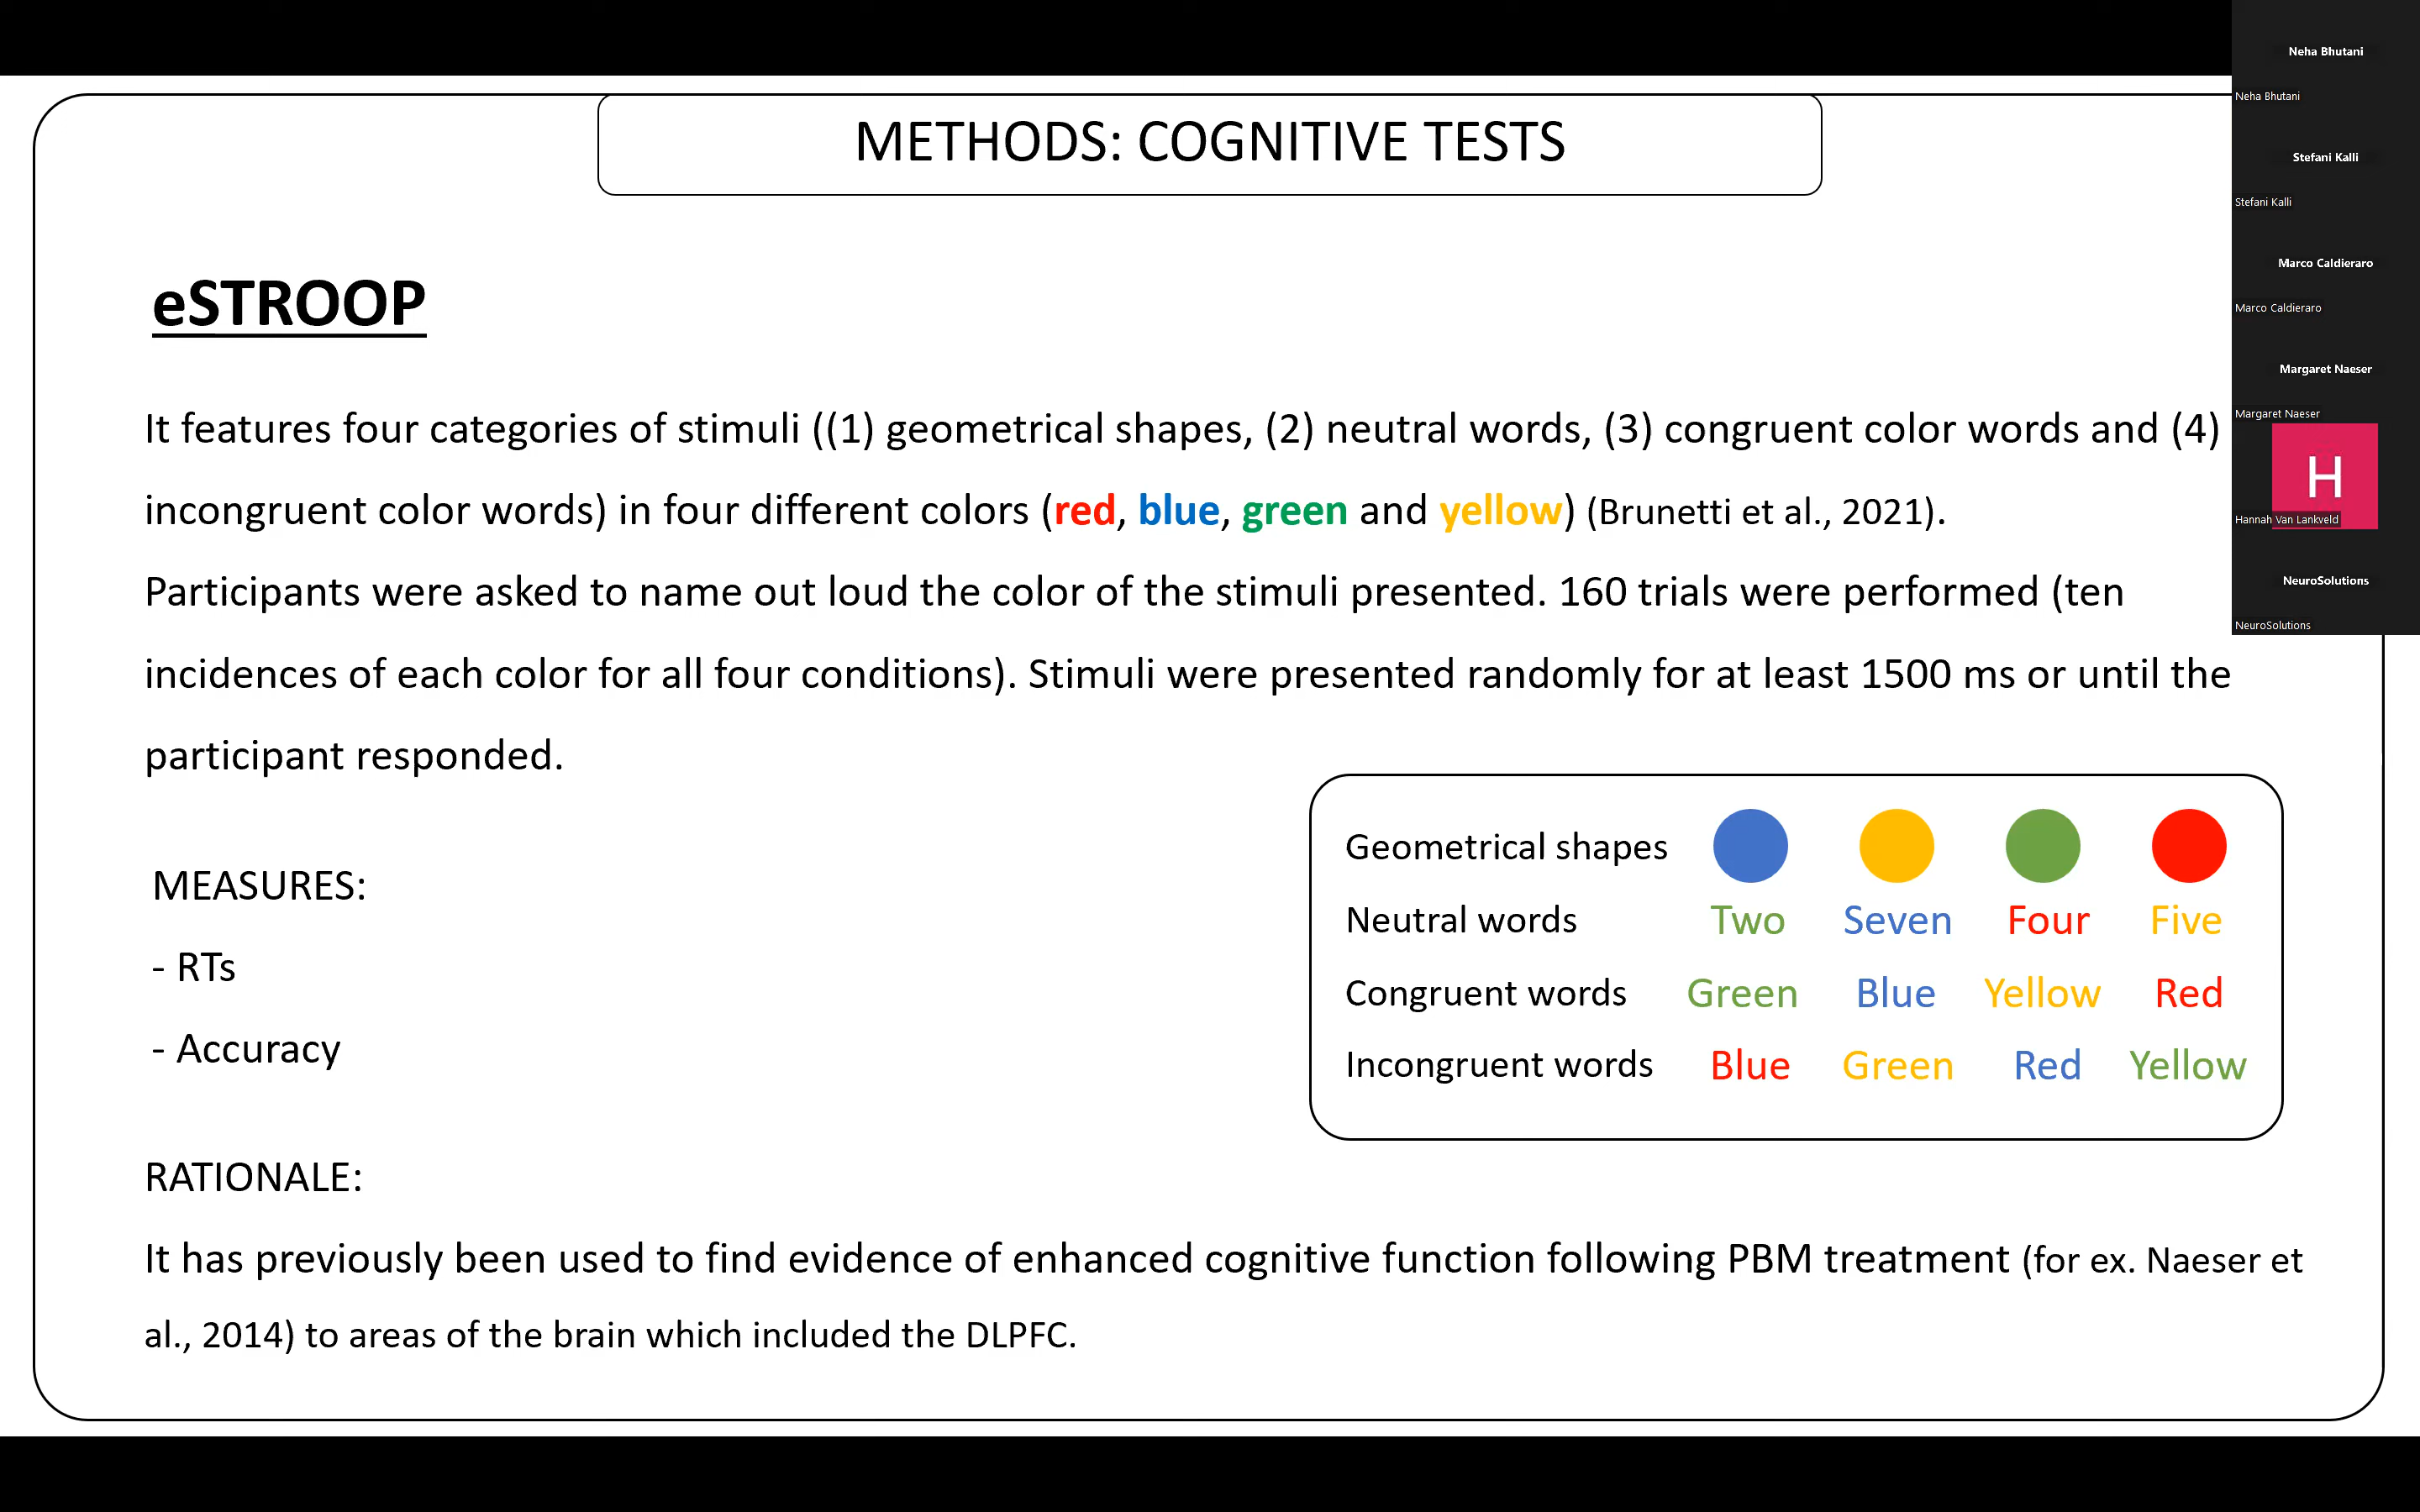 METHODS: COGNITIVE TESTS
eSTROOP
It features four categories of stimuli ((1) geometrical shapes, (2) neutral words, (3) congruent color words and (4)
incongruent color words) in four different colors (red, blue, green and yellow) (Brunetti et al., 2021).
Participants were asked to name out loud the color of the stimuli presented. 160 trials were performed (ten
incidences of each color for all four conditions). Stimuli were presented randomly for at least 1500 ms or until the
participant responded.
MEASURES:
- RTs
- Accuracy
Geometrical shapes
Neutral words Two Seven Four Five
Congruent words Green Blue Yellow Red
Incongruent words Blue Green Red Yellow
RATIONALE:
It has previously been used to find evidence of enhanced cognitive function following PBM treatment (for ex. Naeser et
al., 2014) to areas of the brain which included the DLPFC.
Neha Bhutani
Neha Bhutani
Stefani Kalli
Stefani Kalli
Marco Caldieraro
Marco Caldieraro
Margaret Naeser
Margaret Naeser
H
Hannah Van Lankveld
NeuroSolutions
NeuroSolutions